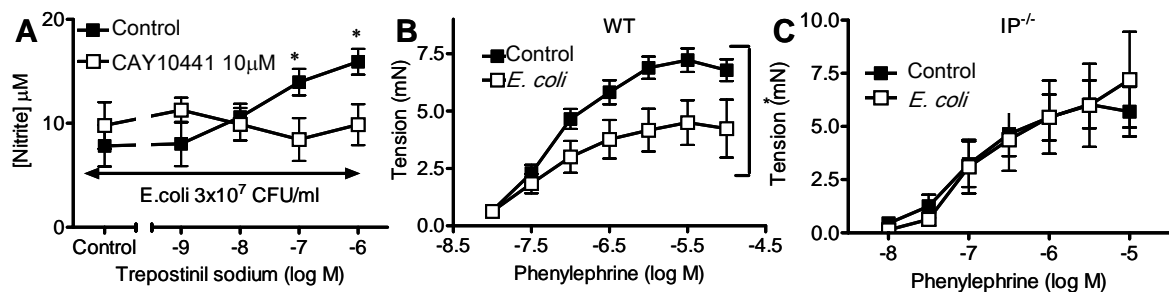 A
Control
CAY10441 10µM
*
*
20
10
0
[Nitrite] µM
E.coli 3x10⁷ CFU/ml
Control
-9
-8
-7
-6
Trepostinil sodium (log M)
B
WT
Control
E. coli
7.5
5.0
2.5
0.0
Tension (mN)
*
-8.5
-7.5
-6.5
-5.5
-4.5
Phenylephrine (log M)
C
IP⁻/⁻
Control
E. coli
10.0
7.5
5.0
2.5
0.0
Tension (mN)
-8
-7
-6
-5
Phenylephrine (log M)